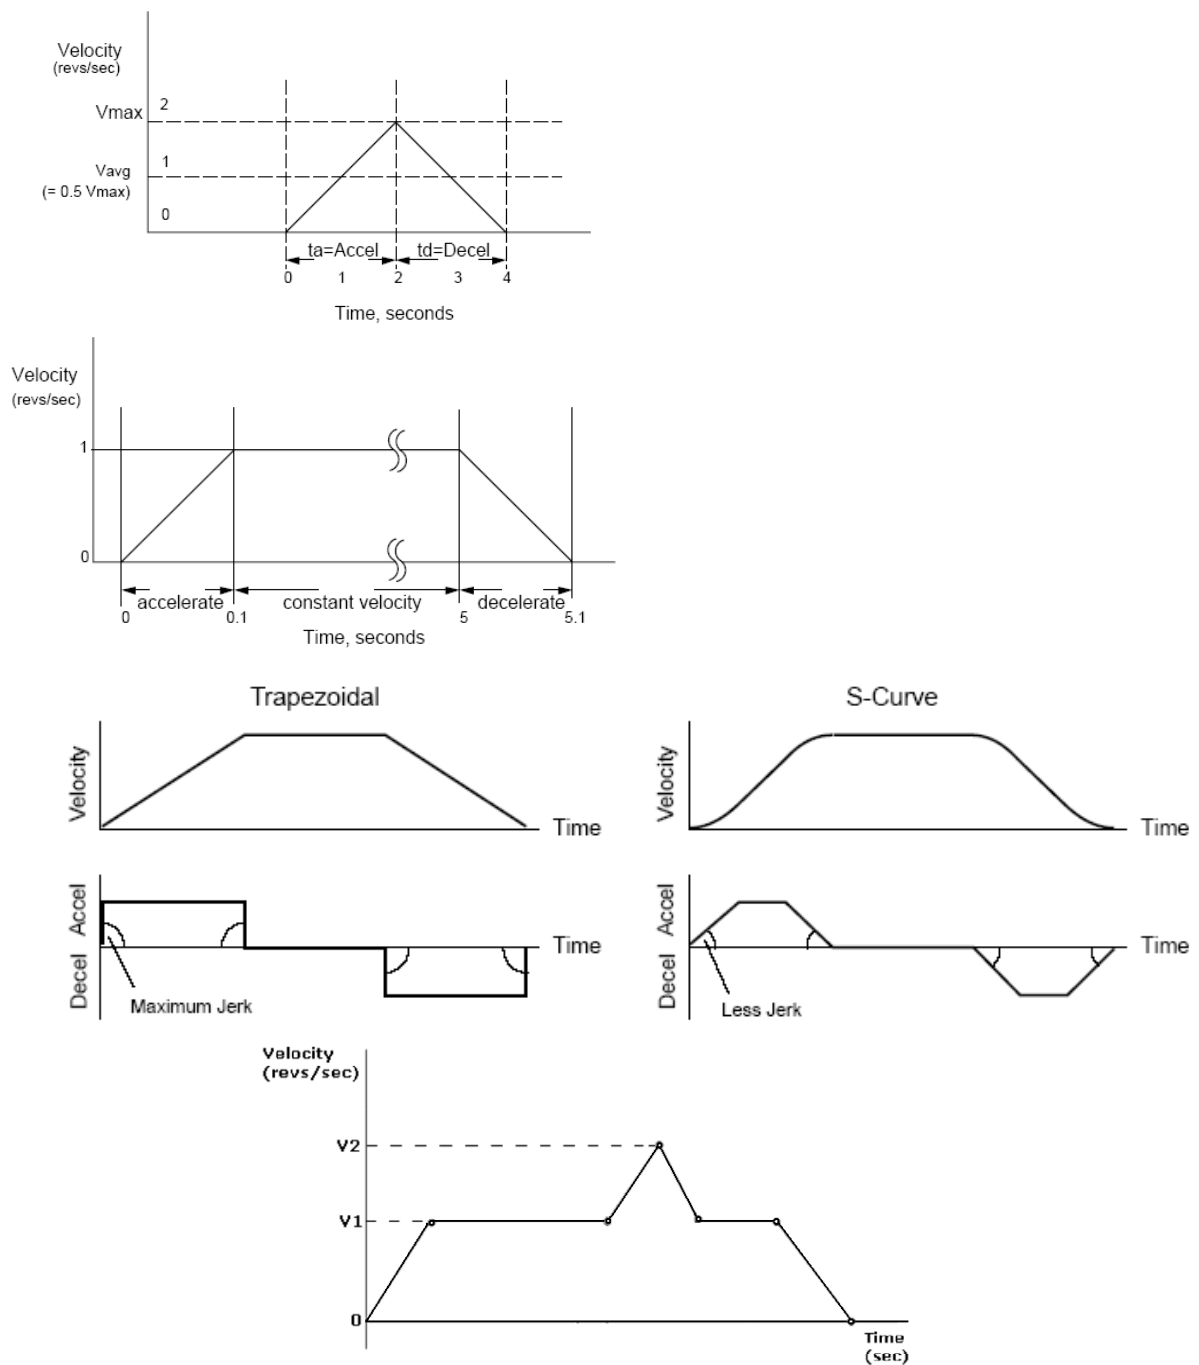 Velocity
(revs/sec)
Vmax 2
Vavg 1
(= 0.5 Vmax)
0
ta=Accel td=Decel
0 1 2 3 4
Time, seconds
Velocity
(revs/sec)
1
0
accelerate constant velocity decelerate
0 0.1 5 5.1
Time, seconds
Trapezoidal
Velocity
Time
Accel
Decel
Time
Maximum Jerk
S-Curve
Velocity
Time
Accel
Decel
Time
Less Jerk
Velocity
(revs/sec)
V2
V1
0
Time
(sec)